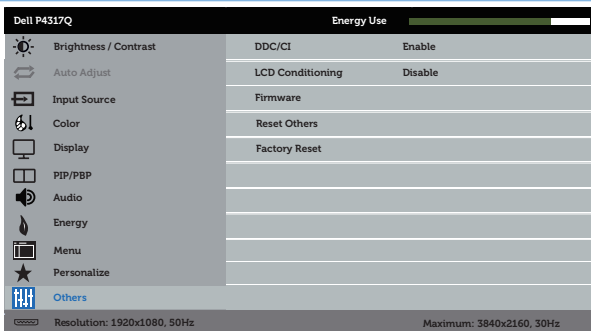 Dell P4317Q Energy Use
Brightness / Contrast DDC/CI Enable
Auto Adjust LCD Conditioning Disable
Input Source Firmware
Color Reset Others
Display Factory Reset
PIP/PBP
Audio
Energy
Menu
Personalize
Others
Resolution: 1920x1080, 50Hz Maximum: 3840x2160, 30Hz